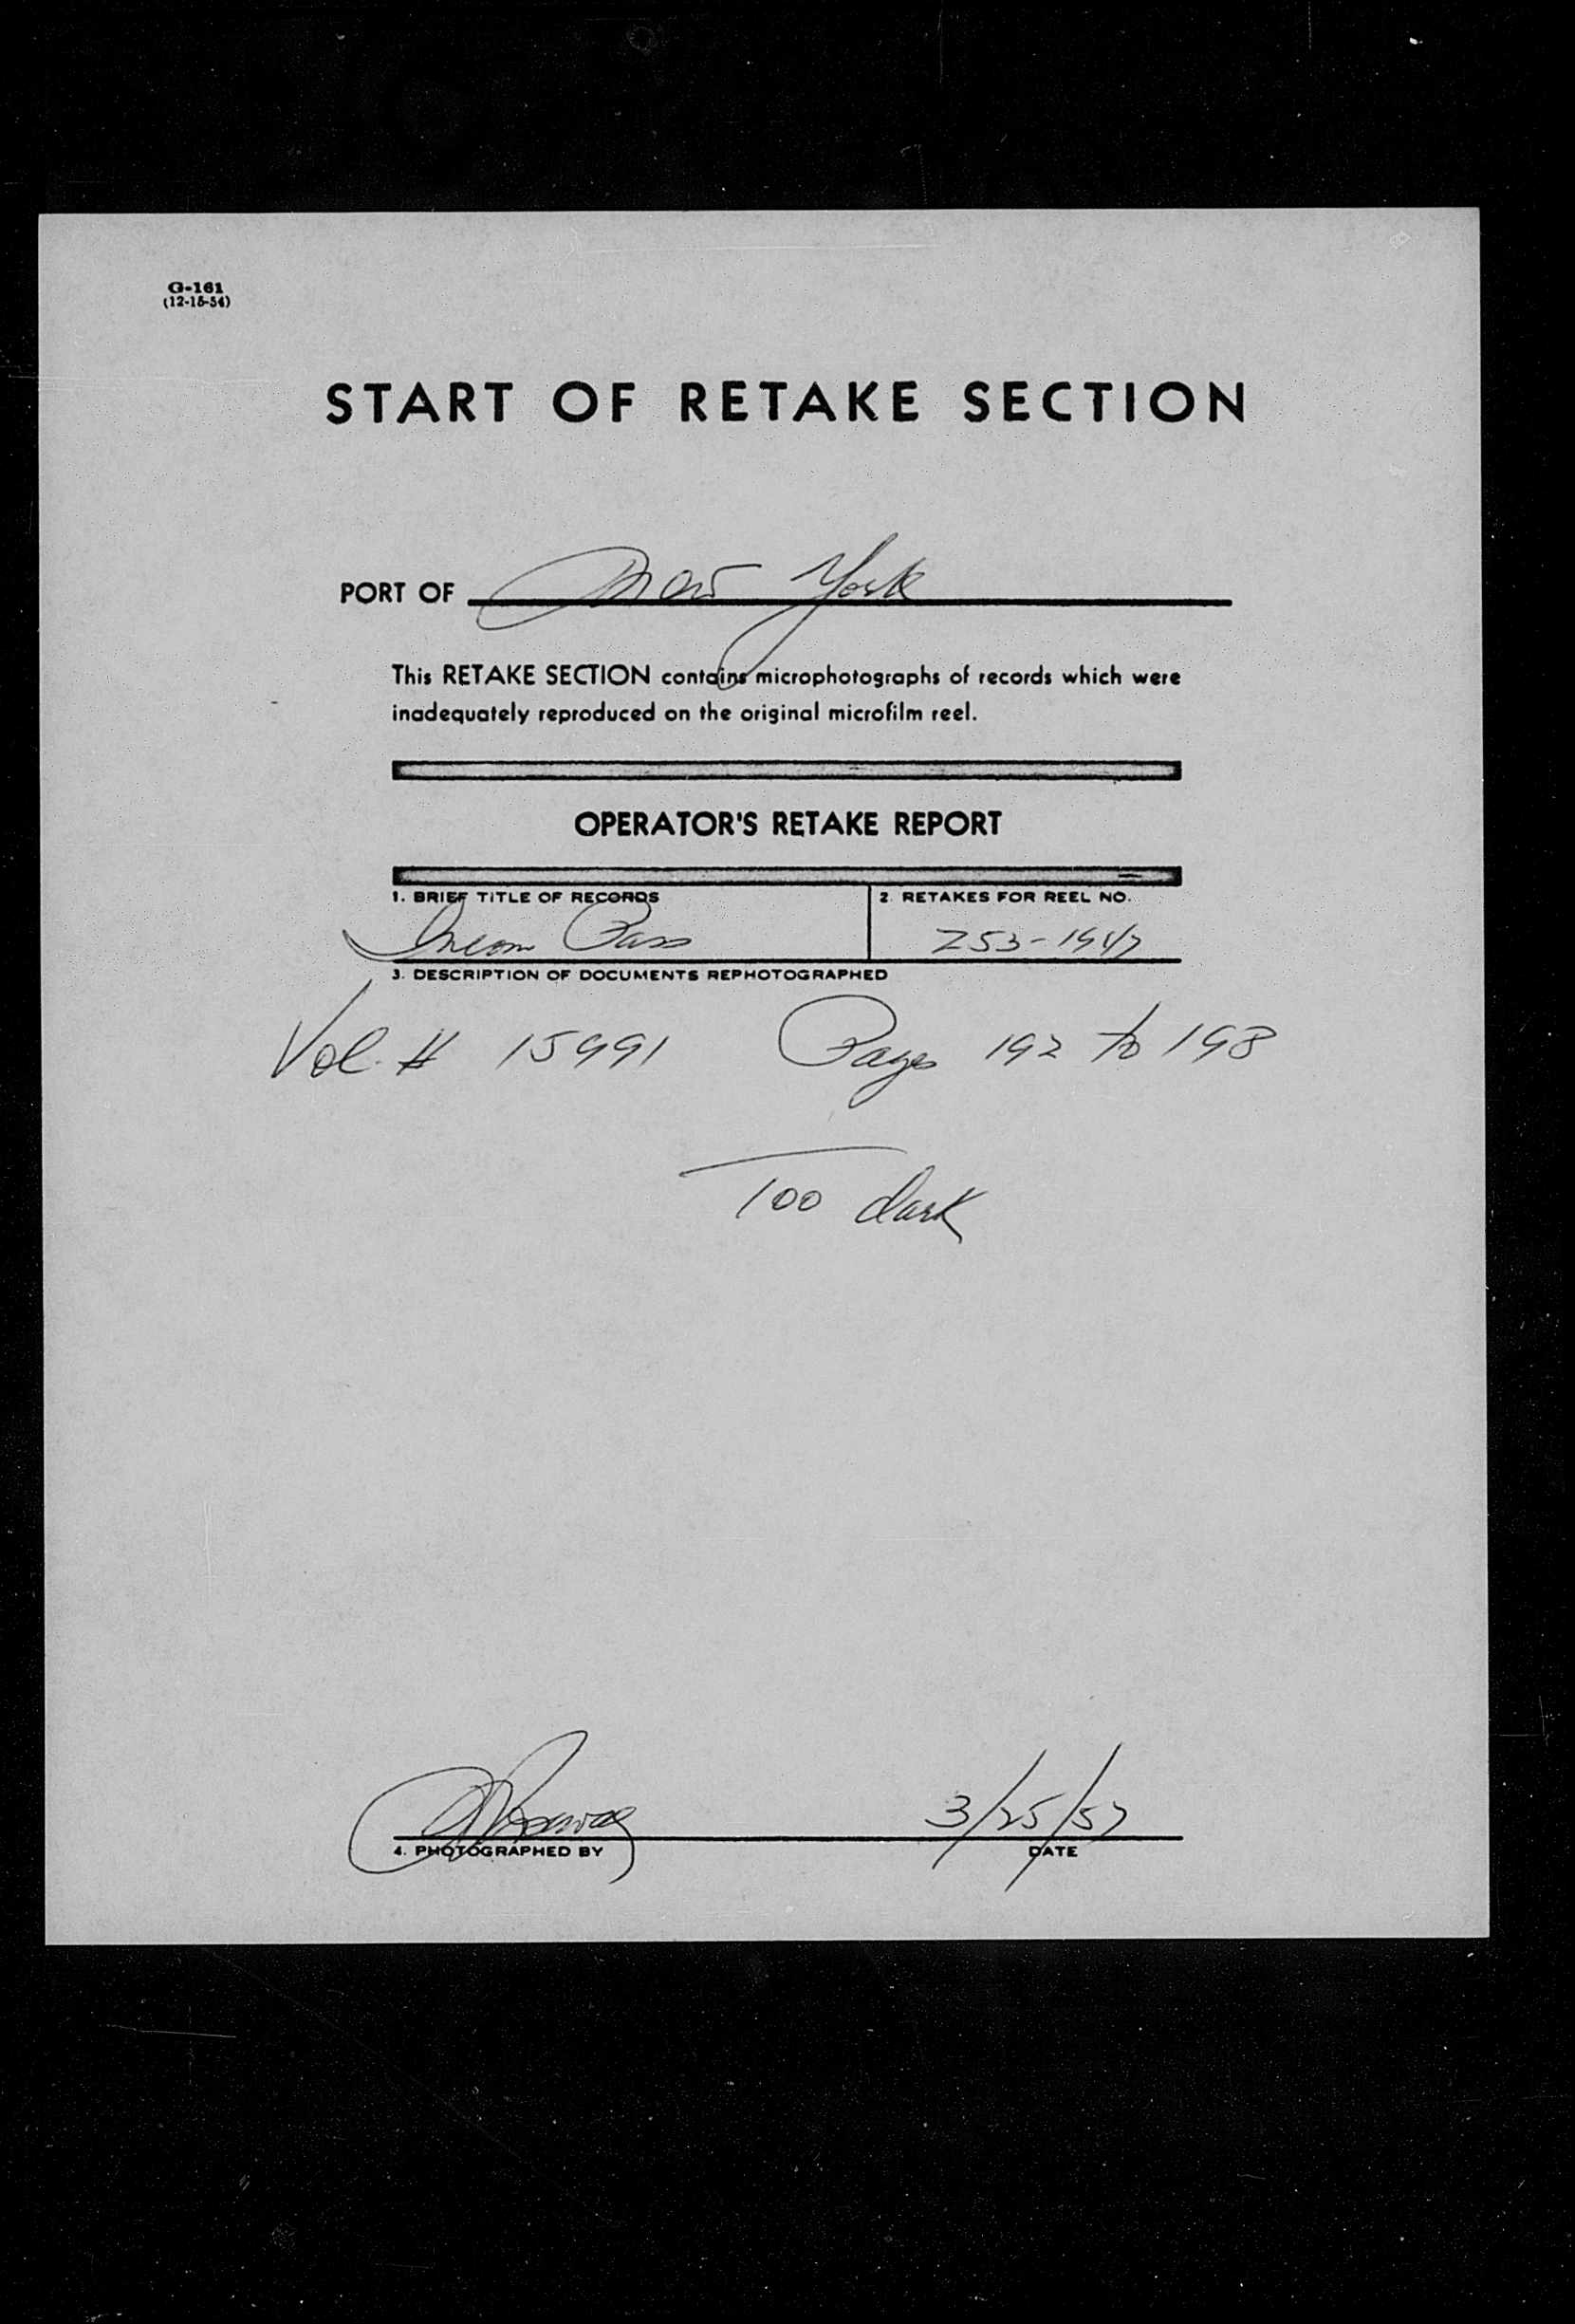 G-161
(12-15-54)
START OF RETAKE SECTION
PORT OF New York
This RETAKE SECTION contains microphotographs of records which were
inadequately reproduced on the original microfilm reel.
OPERATOR'S RETAKE REPORT
1. BRIEF TITLE OF RECORDS
2. RETAKES FOR REEL NO.
Incom Pass
253-1947
3. DESCRIPTION OF DOCUMENTS REPHOTOGRAPHED
Vol. # 15991 Pages 192 to 198
Too dark
3/25/57
4. PHOTOGRAPHED BY
DATE